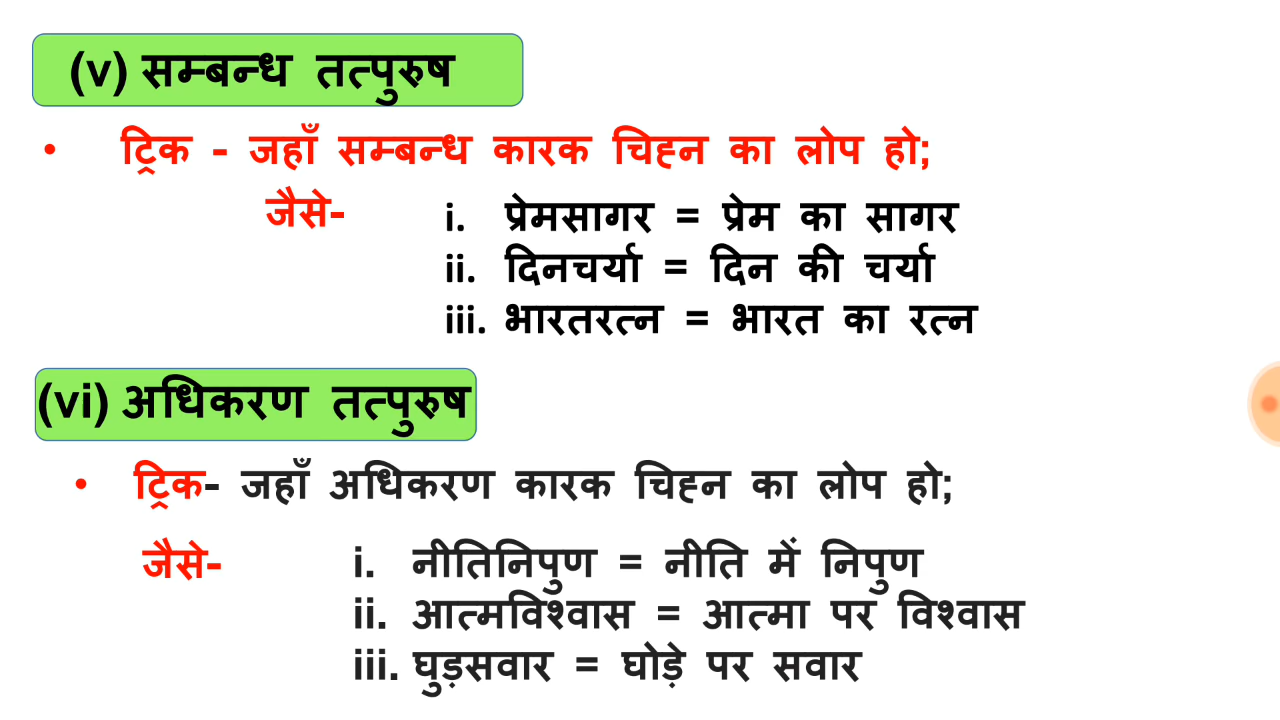 (v) सम्बन्ध तत्पुरुष
• ट्रिक - जहाँ सम्बन्ध कारक चिह्न का लोप हो;
जैसे-
i. प्रेमसागर = प्रेम का सागर
ii. दिनचर्या = दिन की चर्या
iii. भारतरत्न = भारत का रत्न
(vi) अधिकरण तत्पुरुष
• ट्रिक- जहाँ अधिकरण कारक चिह्न का लोप हो;
जैसे-
i. नीतिनिपुण = नीति में निपुण
ii. आत्मविश्वास = आत्मा पर विश्वास
iii. घुड़सवार = घोड़े पर सवार